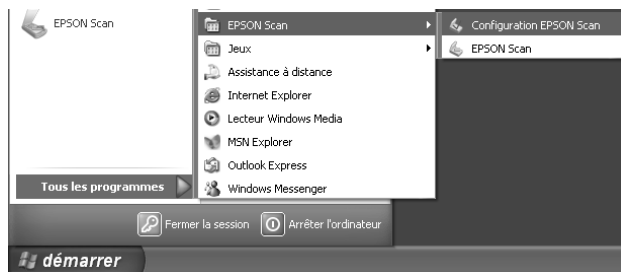 EPSON Scan
EPSON Scan
Jeux
Assistance à distance
Internet Explorer
Lecteur Windows Media
MSN Explorer
Outlook Express
Windows Messenger
Configuration EPSON Scan
EPSON Scan
Tous les programmes
Fermer la session
Arrêter l'ordinateur
démarrer